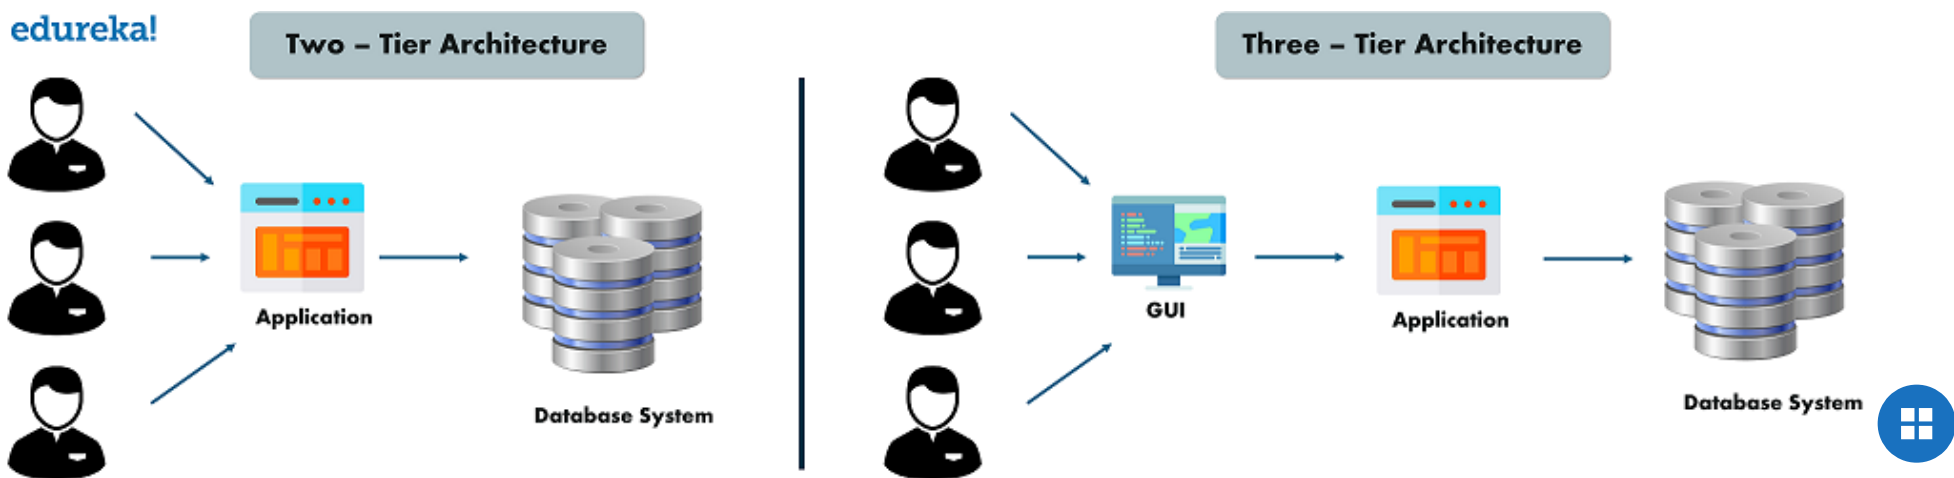 edureka!
Two – Tier Architecture
Application
Database System
Three – Tier Architecture
GUI
Application
Database System